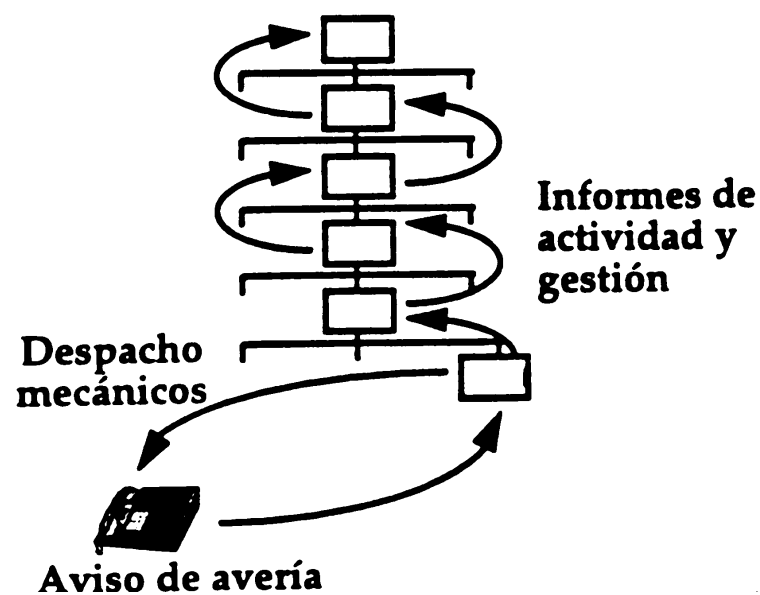 Informes de
actividad y
gestión
Despacho
mecánicos
Aviso de avería